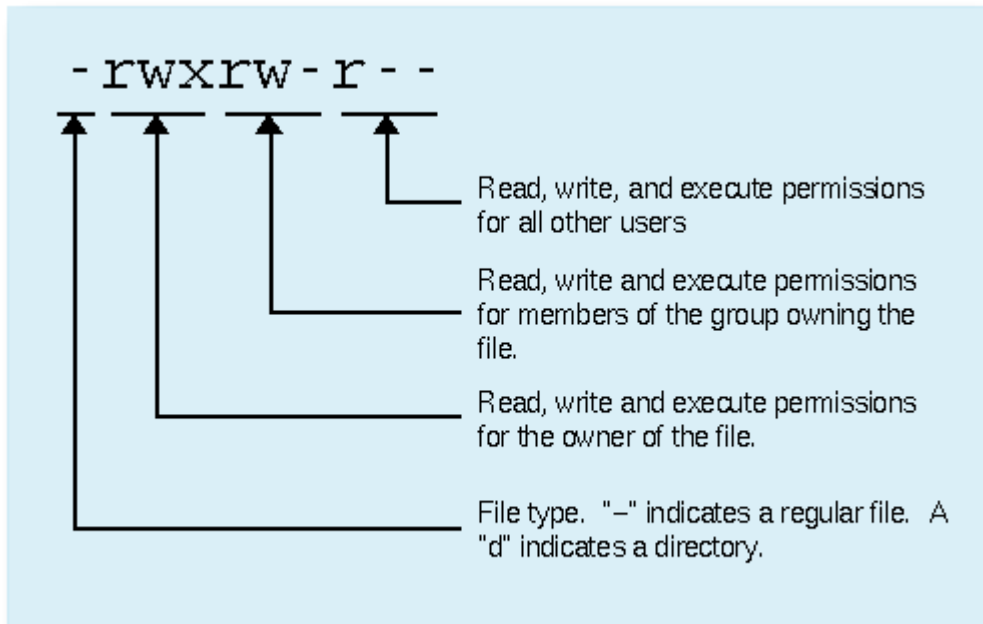 -rwxrw-r--
Read, write, and execute permissions
for all other users
Read, write and execute permissions
for members of the group owning the
file.
Read, write and execute permissions
for the owner of the file.
File type. "–" indicates a regular file. A
"d" indicates a directory.